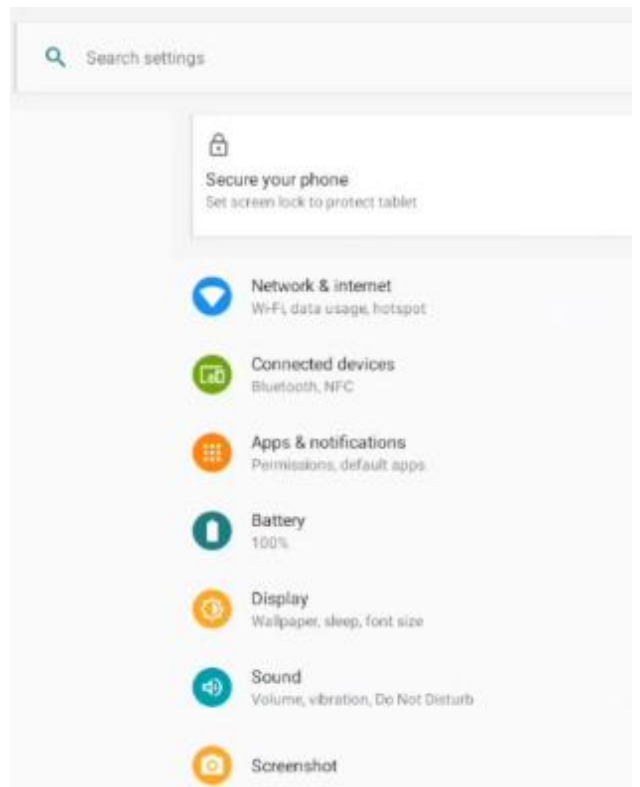 Search settings
Secure your phone
Set screen lock to protect tablet
Network & internet
Wi-Fi, data usage, hotspot
Connected devices
Bluetooth, NFC
Apps & notifications
Permissions, default apps
Battery
100%
Display
Wallpaper, sleep, font size
Sound
Volume, vibration, Do Not Disturb
Screenshot